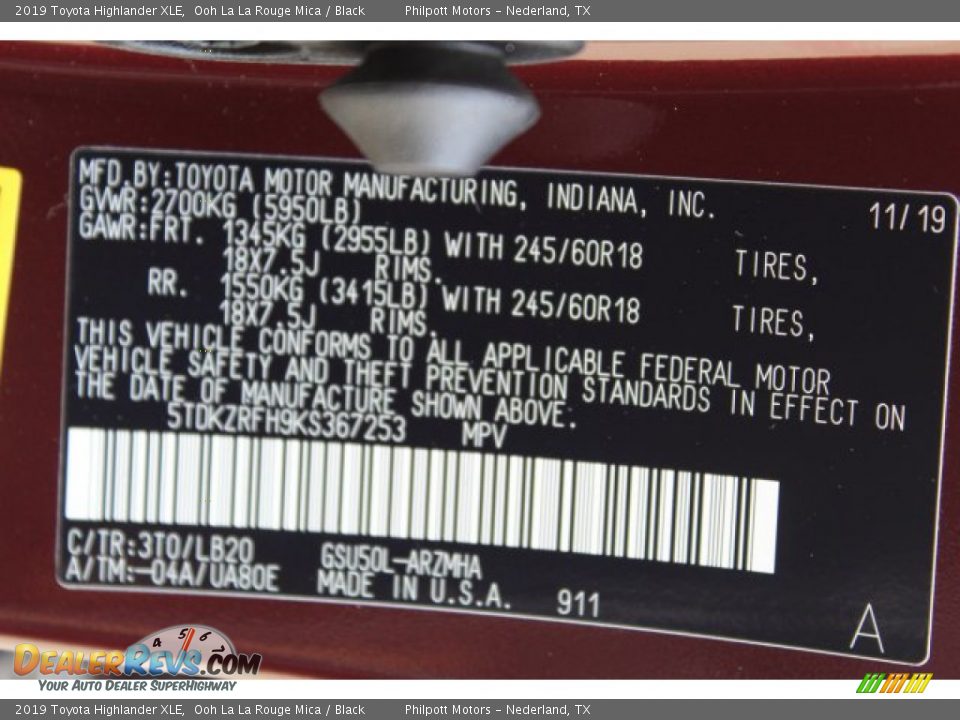 2019 Toyota Highlander XLE, Ooh La La Rouge Mica / Black Philpott Motors - Nederland, TX
MFD.BY:TOYOTA MOTOR MANUFACTURING, INDIANA, INC. 11/19
GVWR:2700KG (5950LB)
GAWR:FRT. 1345KG (2955LB) WITH 245/60R18 TIRES,
18X7.5J RIMS.
RR. 1550KG (3415LB) WITH 245/60R18 TIRES,
18X7.5J RIMS.
THIS VEHICLE CONFORMS TO ALL APPLICABLE FEDERAL MOTOR
VEHICLE SAFETY AND THEFT PREVENTION STANDARDS IN EFFECT ON
THE DATE OF MANUFACTURE SHOWN ABOVE.
5TDKZRFH9KS367253 MPV
C/TR:3T0/LB20 GSU50L-ARZMHA
A/TM:-04A/UA80E MADE IN U.S.A. 911
A
4 5 6
DEALERREVS.COM
YOUR AUTO DEALER SUPERHIGHWAY
2019 Toyota Highlander XLE, Ooh La La Rouge Mica / Black Philpott Motors - Nederland, TX